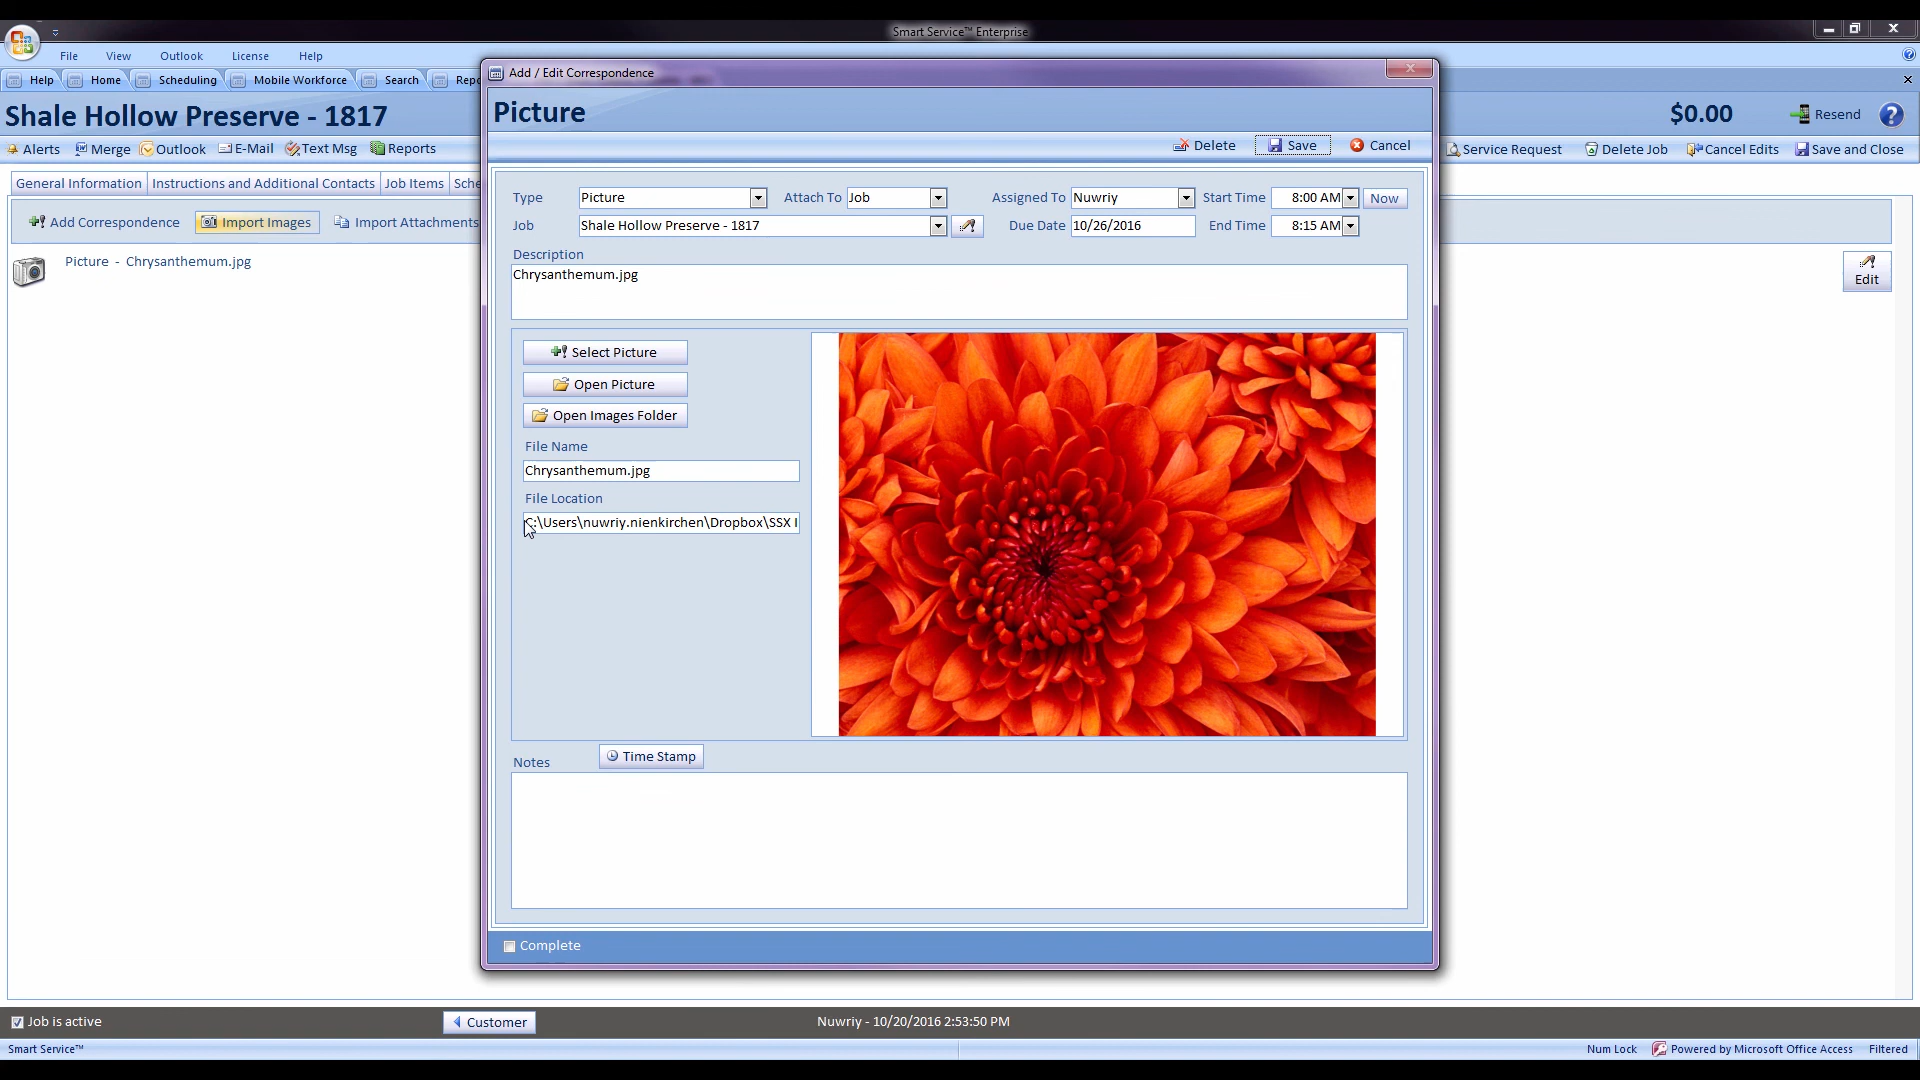 Smart Service™ Enterprise
File View Outlook License Help
Help Home Scheduling Mobile Workforce Search
Shale Hollow Preserve - 1817 $0.00 Resend
Alerts Merge Outlook E-Mail Text Msg Reports Service Request Delete Job Cancel Edits Save and Close
General Information Instructions and Additional Contacts Job Items
Add Correspondence Import Images Import Attachments
Picture - Chrysanthemum.jpg
Edit
Add / Edit Correspondence
Picture
Delete Save Cancel
Type Picture Attach To Job Assigned To Nuwriy Start Time 8:00 AM Now
Job Shale Hollow Preserve - 1817 Due Date 10/26/2016 End Time 8:15 AM
Description
Chrysanthemum.jpg
Select Picture
Open Picture
Open Images Folder
File Name
Chrysanthemum.jpg
File Location
C:\Users\nuwriy.nienkirchen\Dropbox\SSX I
Notes Time Stamp
Complete
Job is active Customer Nuwriy - 10/20/2016 2:53:50 PM
Smart Service™ Num Lock Powered by Microsoft Office Access Filtered